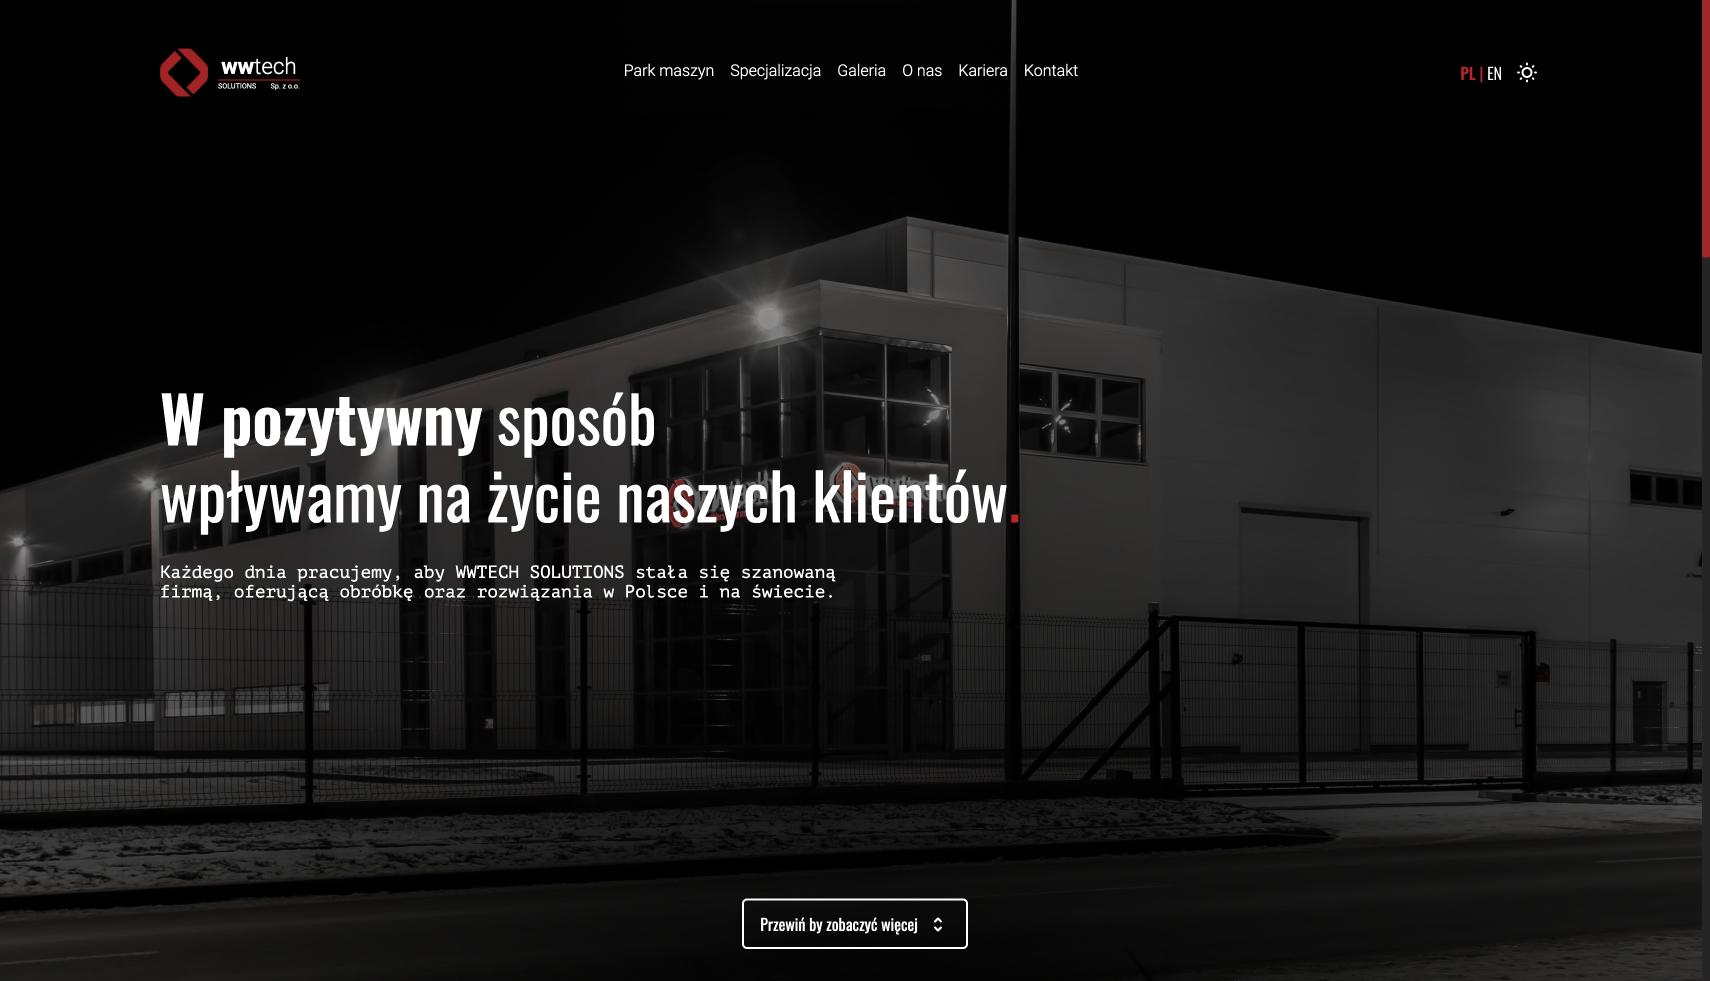 wwtech
SOLUTIONS Sp. z o.o.
Park maszyn Specjalizacja Galeria O nas Kariera Kontakt
PL | EN
W pozytywny sposób
wpływamy na życie naszych klientów.
Każdego dnia pracujemy, aby WWTECH SOLUTIONS stała się szanowaną
firmą, oferującą obróbkę oraz rozwiązania w Polsce i na świecie.
Przewiń by zobaczyć więcej